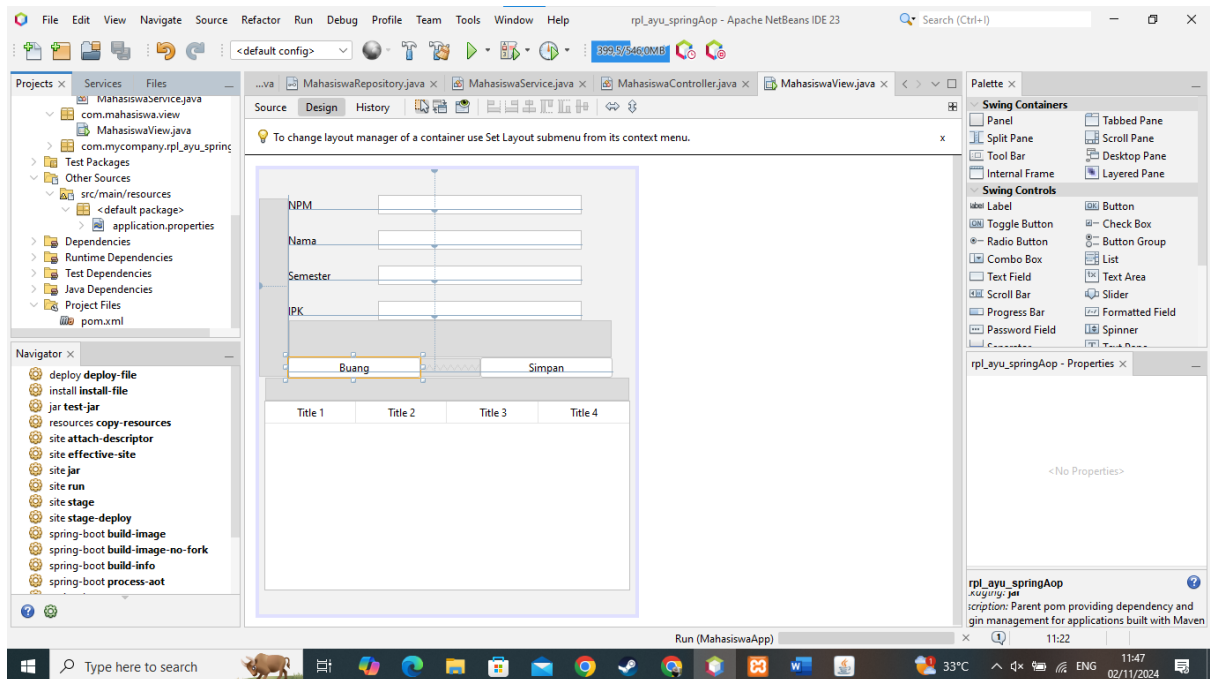 File Edit View Navigate Source Refactor Run Debug Profile Team Tools Window Help rpl_ayu_springAop - Apache NetBeans IDE 23 Search (Ctrl+I)
<default config> 399,5/546,0MB
Projects Services Files
MahasiswaService.java
com.mahasiswa.view
MahasiswaView.java
com.mycompany.rpl_ayu_spring
Test Packages
Other Sources
src/main/resources
<default package>
application.properties
Dependencies
Runtime Dependencies
Test Dependencies
Java Dependencies
Project Files
pom.xml
Navigator
deploy deploy-file
install install-file
jar test-jar
resources copy-resources
site attach-descriptor
site effective-site
site jar
site run
site stage
site stage-deploy
spring-boot build-image
spring-boot build-image-no-fork
spring-boot build-info
spring-boot process-aot
...va MahasiswaRepository.java MahasiswaService.java MahasiswaController.java MahasiswaView.java
Source Design History
To change layout manager of a container use Set Layout submenu from its context menu. x
NPM
Nama
Semester
IPK
Buang Simpan
Title 1 Title 2 Title 3 Title 4
Palette
Swing Containers
Panel Tabbed Pane
Split Pane Scroll Pane
Tool Bar Desktop Pane
Internal Frame Layered Pane
Swing Controls
Label Button
Toggle Button Check Box
Radio Button Button Group
Combo Box List
Text Field Text Area
Scroll Bar Slider
Progress Bar Formatted Field
Password Field Spinner
rpl_ayu_springAop - Properties
<No Properties>
rpl_ayu_springAop
scription: Parent pom providing dependency and
gin management for applications built with Maven
Run (MahasiswaApp) 1 11:22
Type here to search 33°C ENG 11:47
02/11/2024